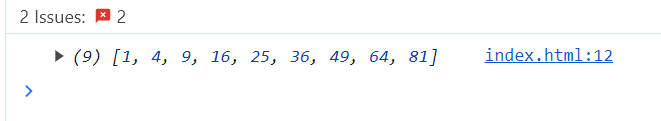 2 Issues: 2
(9) [1, 4, 9, 16, 25, 36, 49, 64, 81] index.html:12